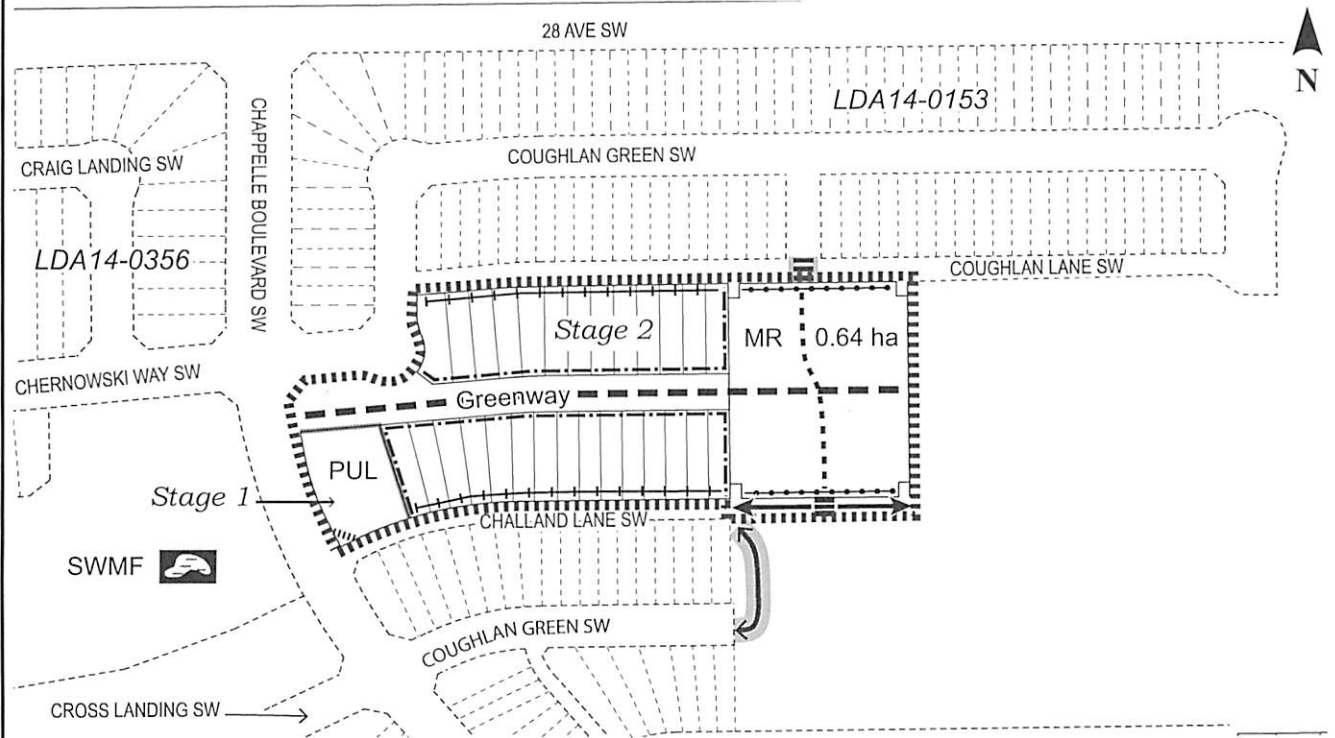 28 AVE SW
N
LDA14-0153
CHAPPELLE BOULEVARD SW
COUGHLAN GREEN SW
CRAIG LANDING SW
LDA14-0356
COUGHLAN LANE SW
Stage 2
MR 0.64 ha
CHERNOWSKI WAY SW
Greenway
PUL
Stage 1
CHALLAND LANE SW
SWMF
COUGHLAN GREEN SW
CROSS LANDING SW